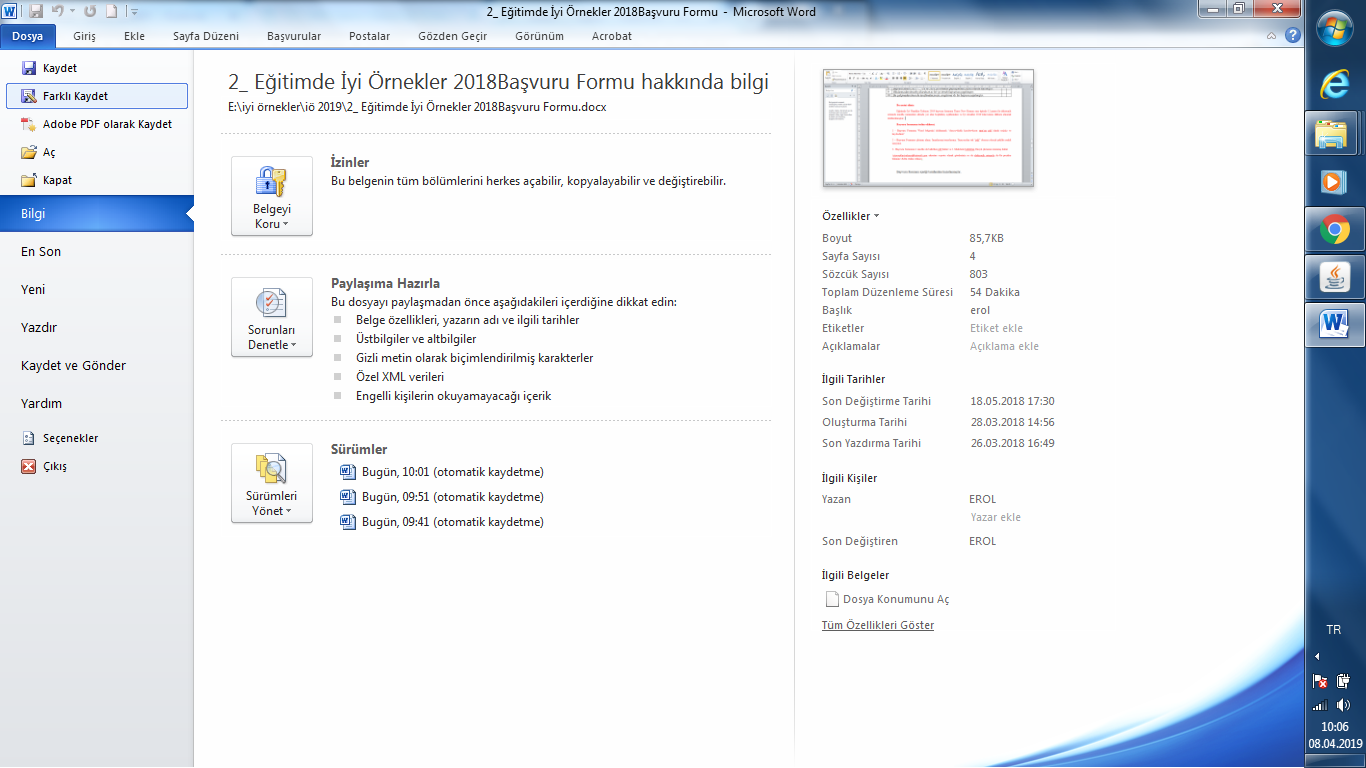 2_ Eğitimde İyi Örnekler 2018Başvuru Formu - Microsoft Word
Dosya Giriş Ekle Sayfa Düzeni Başvurular Postalar Gözden Geçir Görünüm Acrobat
Kaydet
Farklı Kaydet
Adobe PDF olarak Kaydet
Aç
Kapat
Bilgi
En Son
Yeni
Yazdır
Kaydet ve Gönder
Yardım
Seçenekler
Çıkış
2_ Eğitimde İyi Örnekler 2018Başvuru Formu hakkında bilgi
E:\iyi örnekler\iö 2019\2_ Eğitimde İyi Örnekler 2018Başvuru Formu.docx
Belgeyi
Koru
İzinler
Bu belgenin tüm bölümlerini herkes açabilir, kopyalayabilir ve değiştirebilir.
Sorunları
Denetle
Paylaşıma Hazırla
Bu dosyayı paylaşmadan önce aşağıdakileri içerdiğine dikkat edin:
Belge özellikleri, yazarın adı ve ilgili tarihler
Üstbilgiler ve altbilgiler
Gizli metin olarak biçimlendirilmiş karakterler
Özel XML verileri
Engelli kişilerin okuyamayacağı içerik
Sürümleri
Yönet
Sürümler
Bugün, 10:01 (otomatik kaydetme)
Bugün, 09:51 (otomatik kaydetme)
Bugün, 09:41 (otomatik kaydetme)
Özellikler
Boyut 85,7KB
Sayfa Sayısı 4
Sözcük Sayısı 803
Toplam Düzenleme Süresi 54 Dakika
Başlık erol
Etiketler Etiket ekle
Açıklamalar Açıklama ekle
İlgili Tarihler
Son Değiştirme Tarihi 18.05.2018 17:30
Oluşturma Tarihi 28.03.2018 14:56
Son Yazdırma Tarihi 26.03.2018 16:49
İlgili Kişiler
Yazan EROL
Yazar ekle
Son Değiştiren EROL
İlgili Belgeler
Dosya Konumunu Aç
Tüm Özellikleri Göster
TR
10:06
08.04.2019